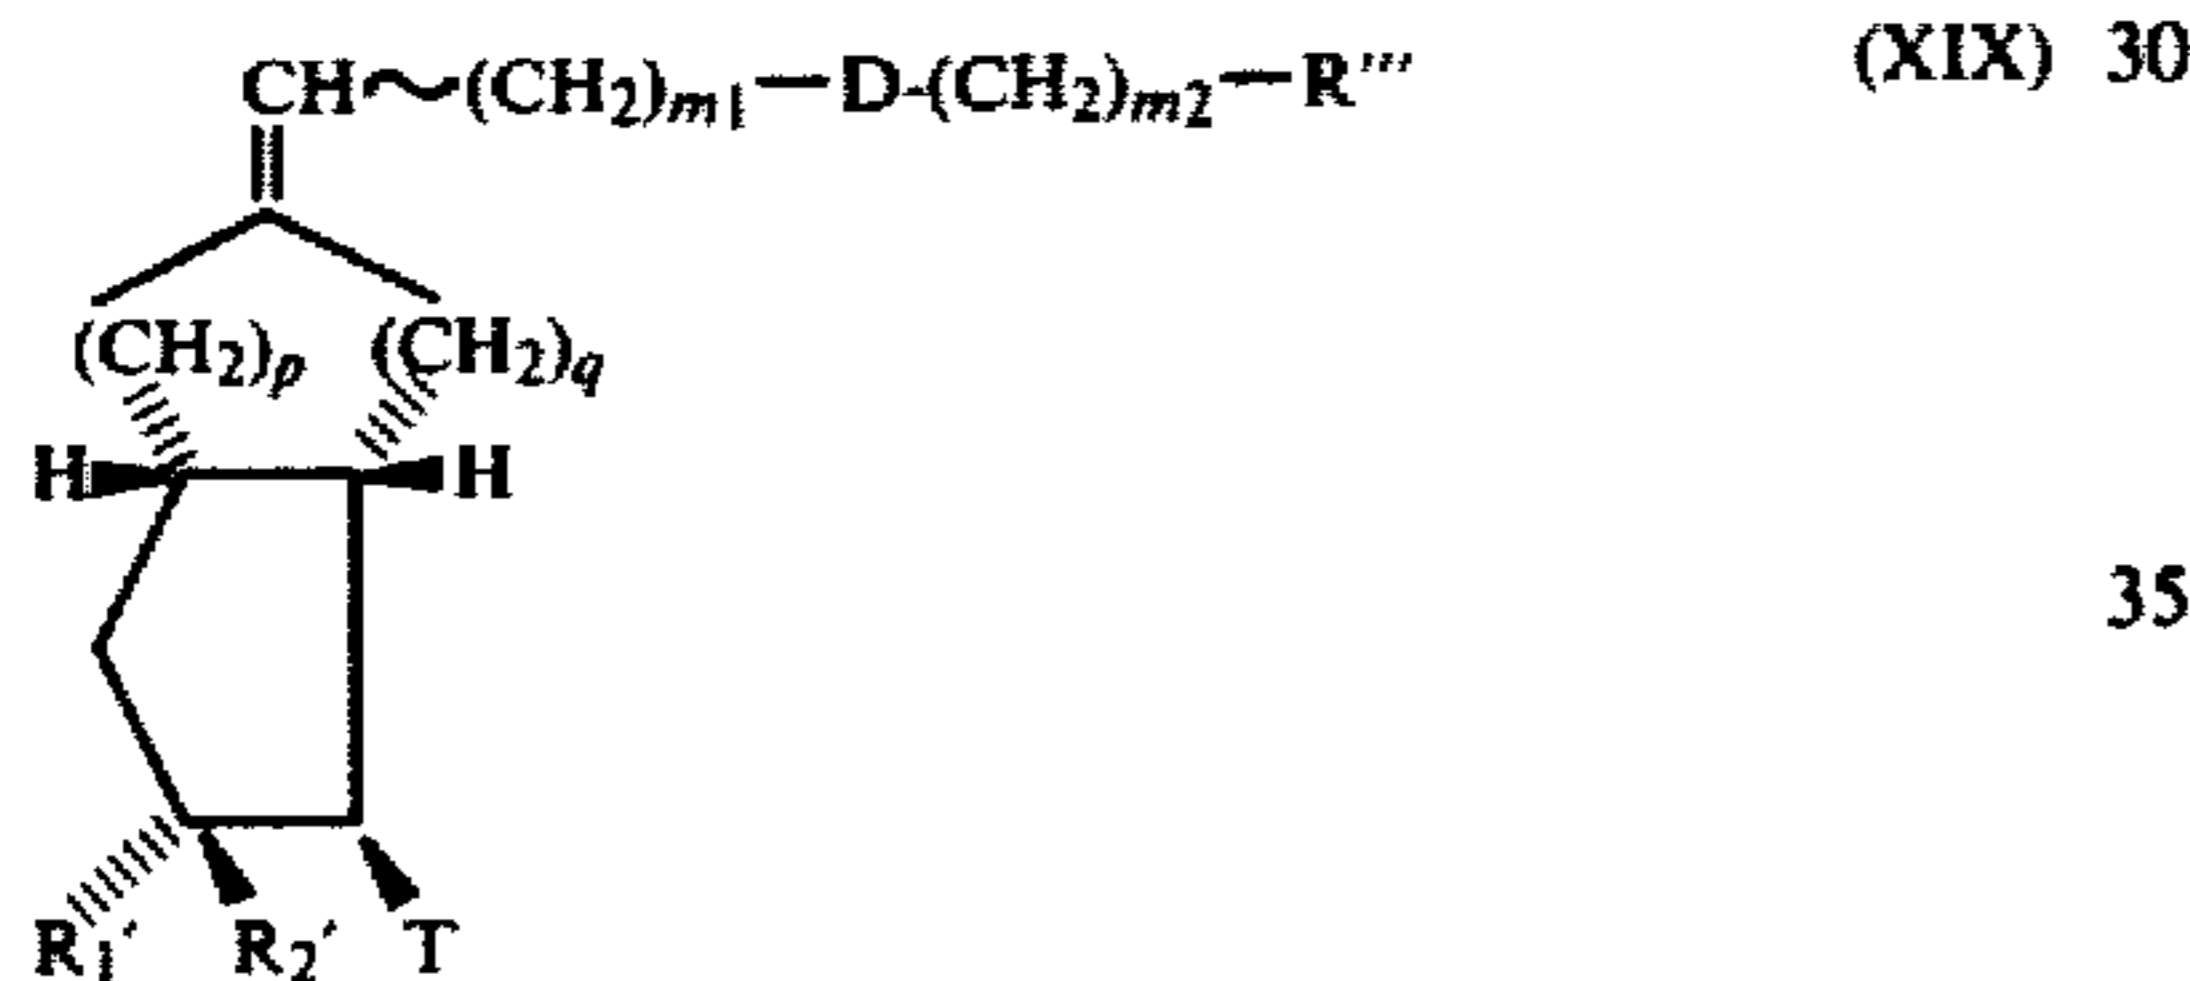 CH~(CH2)m1—D-(CH2)m2—R''' (XIX) 30
(CH2)p (CH2)q
H H
35
R1′ R2′ T